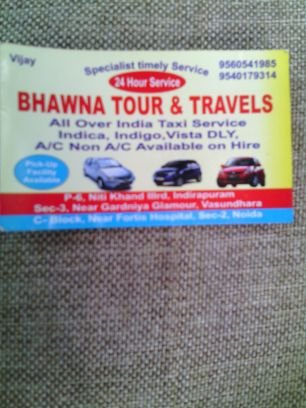 Vijay
Specialist timely Service
9560541985
9540179314
24 Hour Service
BHAWNA TOUR & TRAVELS
All Over India Taxi Service
Indica, Indigo,Vista DLY,
A/C Non A/C Available on Hire
Pick-Up
Facility
Available
P-6, Niti Khand IIIrd, Indirapuram
Sec-3, Near Gardniya Glamour, Vasundhara
C- Block, Near Fortis Hospital, Sec-2, Noida